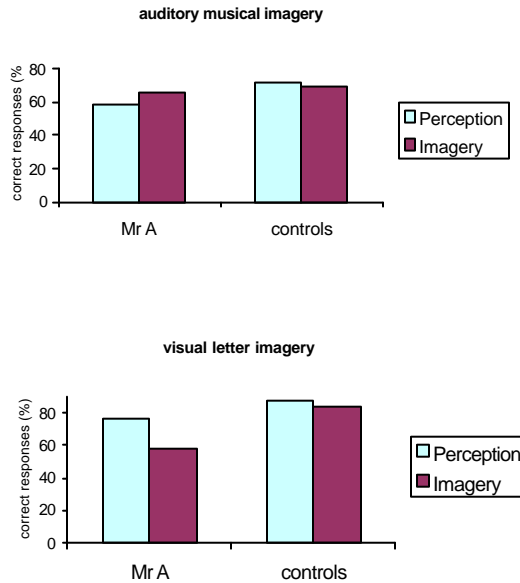 auditory musical imagery
correct responses (%
80
60
40
20
0
Mr A
controls
Perception
Imagery
visual letter imagery
correct responses (%)
80
60
40
20
0
Mr A
controls
Perception
Imagery